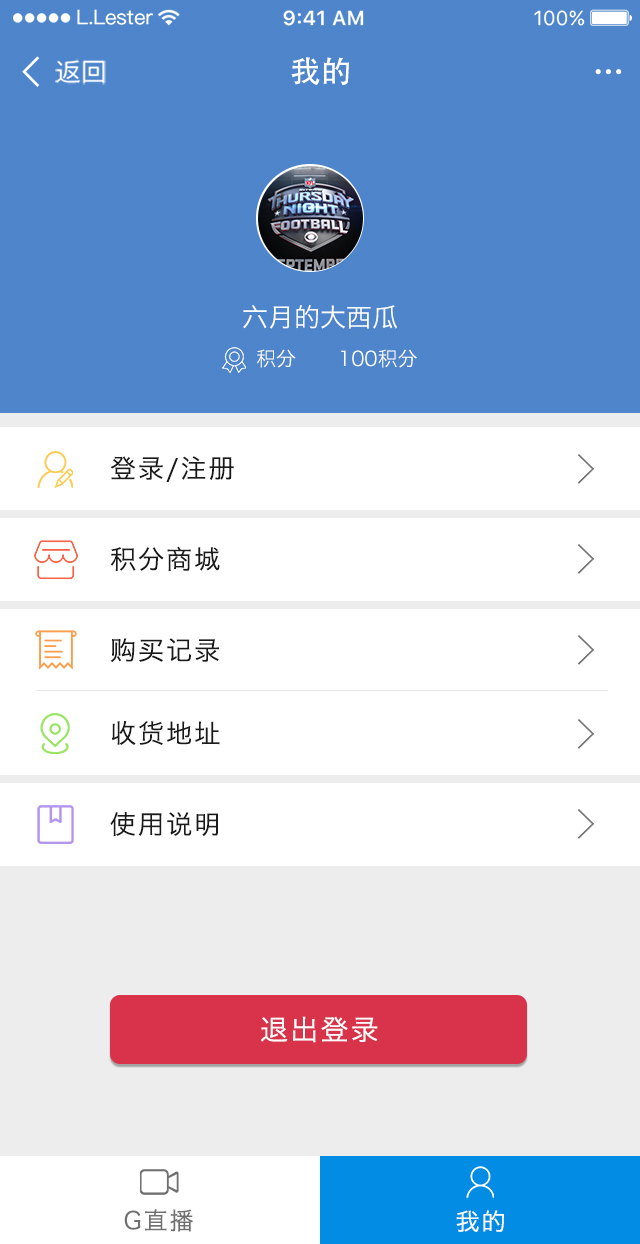 L.Lester 9:41 AM 100%
返回 我的
THURSDAY
NIGHT
FOOTBALL
SEPTEMBE
六月的大西瓜
积分 100积分
登录/注册
积分商城
购买记录
收货地址
使用说明
退出登录
G直播 我的